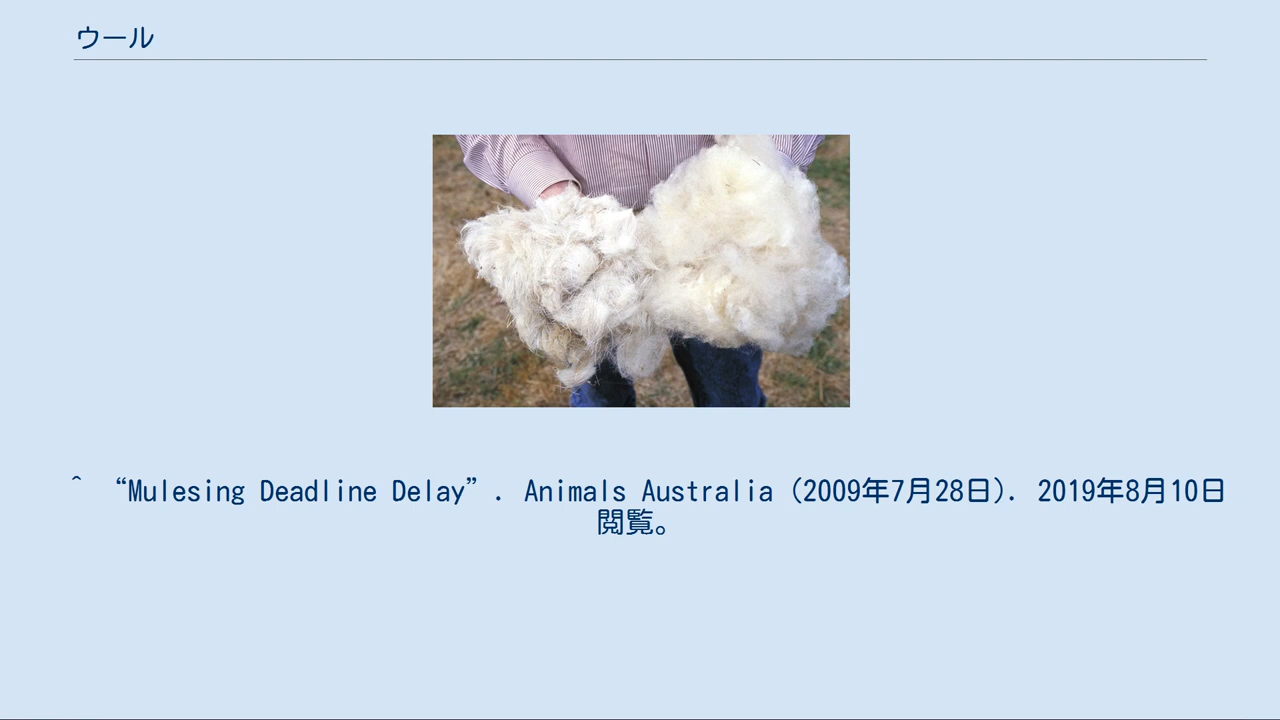 ウール
^ “Mulesing Deadline Delay”. Animals Australia (2009年7月28日). 2019年8月10日
閲覧。